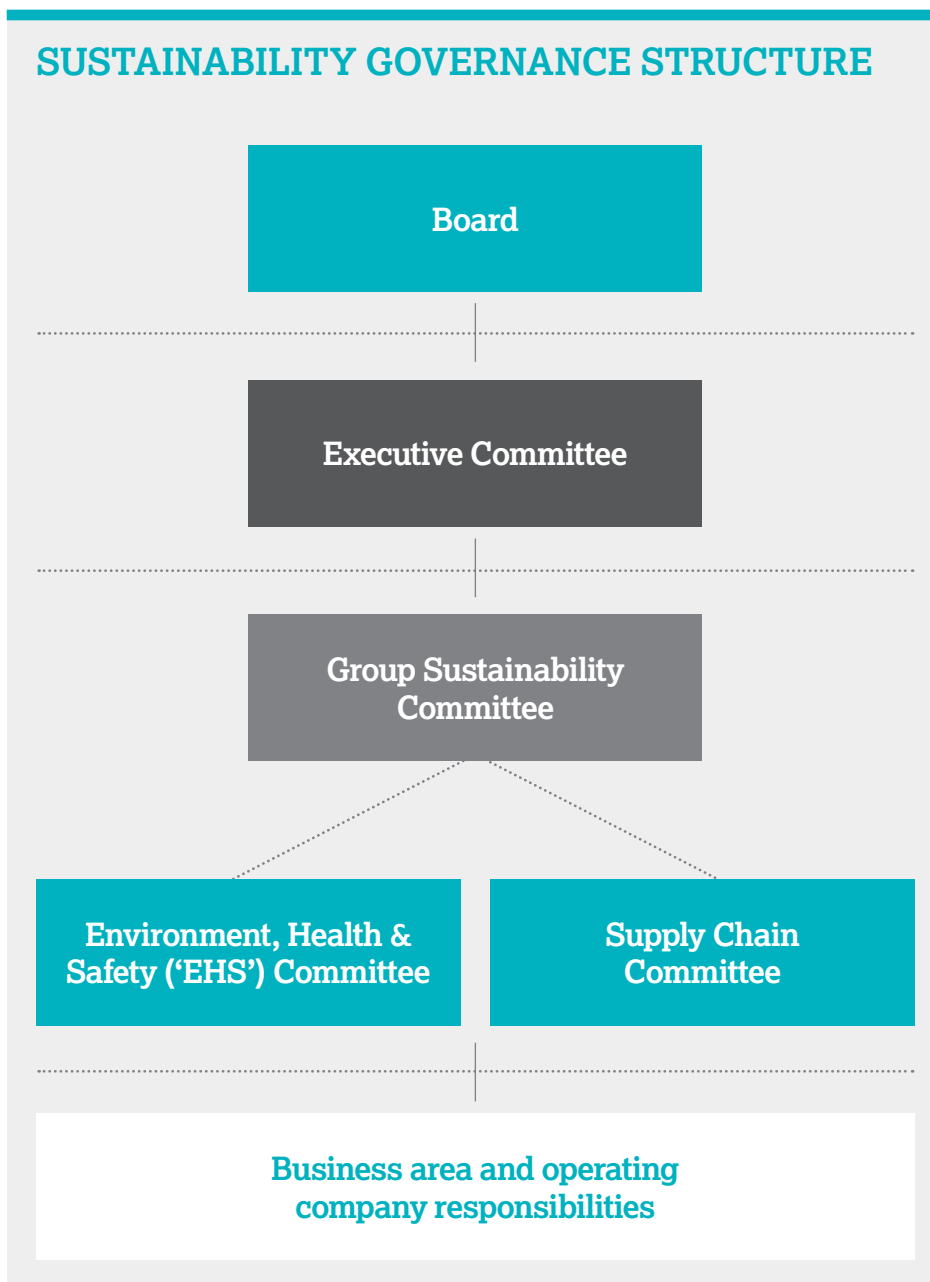 SUSTAINABILITY GOVERNANCE STRUCTURE
Board
Executive Committee
Group Sustainability
Committee
Environment, Health &
Safety (‘EHS’) Committee
Supply Chain
Committee
Business area and operating
company responsibilities